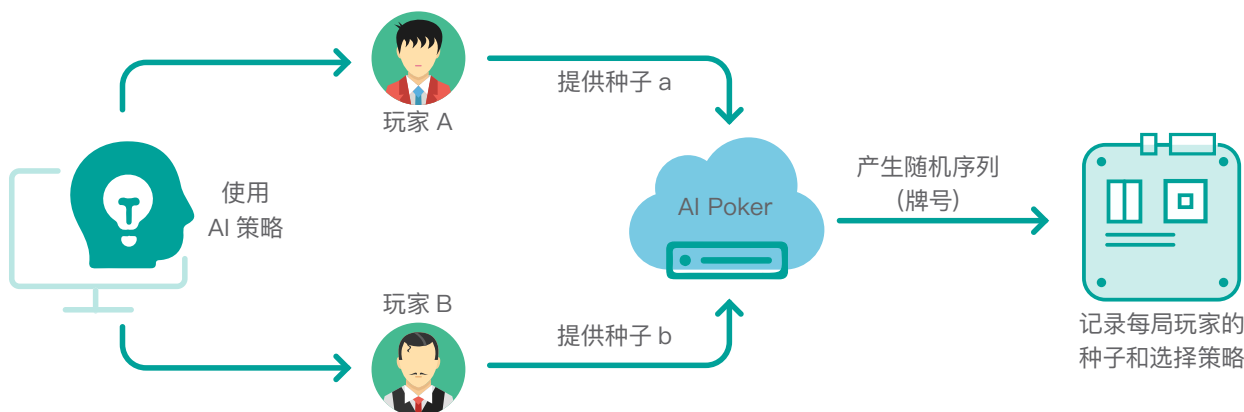 提供种子 a
玩家 A
使用
AI 策略
AI Poker
产生随机序列
(牌号)
玩家 B
提供种子 b
记录每局玩家的
种子和选择策略